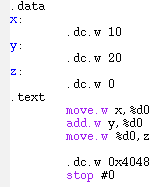 .data
x:
.dc.w 10
y:
.dc.w 20
z:
.dc.w 0
.text
move.w x,%d0
add.w y,%d0
move.w %d0,z
.dc.w 0x4048
stop #0